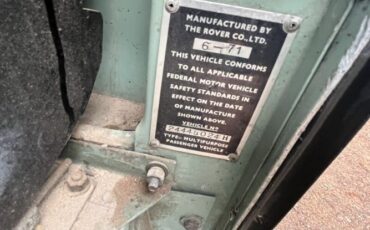 MANUFACTURED BY
THE ROVER CO., LTD.
6 - 71
THIS VEHICLE CONFORMS
TO ALL APPLICABLE
FEDERAL MOTOR VEHICLE
SAFETY STANDARDS IN
EFFECT ON THE DATE
OF MANUFACTURE
SHOWN ABOVE.
VEHICLE Nº
TYPE: MULTIPURPOSE
PASSENGER VEHICLE